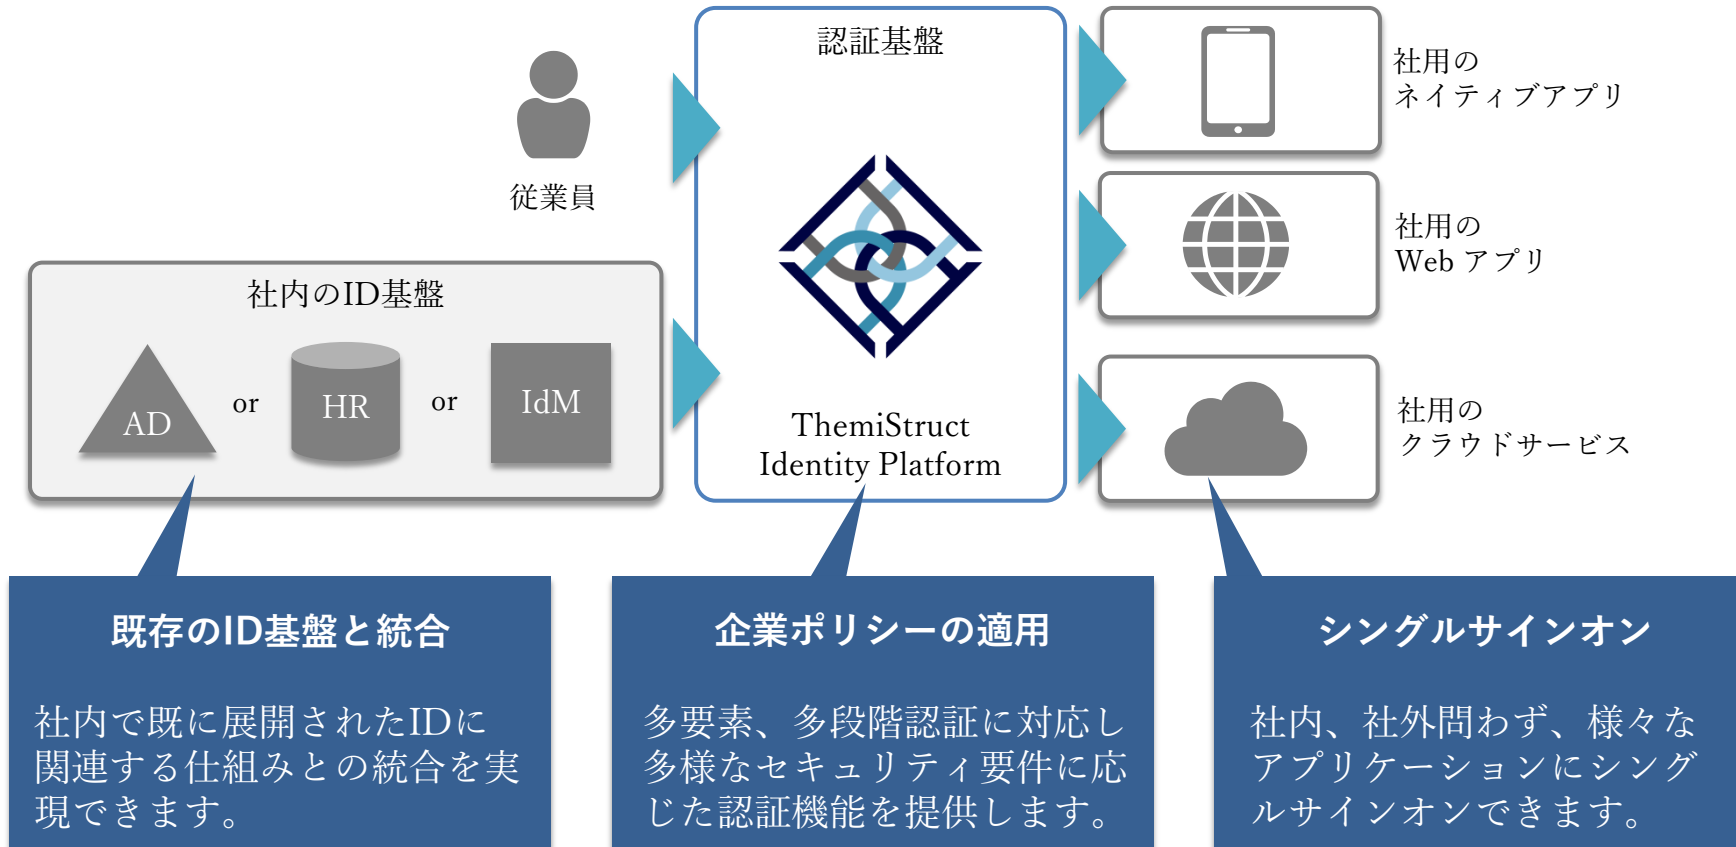 認証基盤
従業員
社内のID基盤
AD
or
HR
or
IdM
ThemiStruct
Identity Platform
社用の
ネイティブアプリ
社用の
Web アプリ
社用の
クラウドサービス
既存のID基盤と統合
社内で既に展開されたIDに
関連する仕組みとの統合を実
現できます。
企業ポリシーの適用
多要素、多段階認証に対応し
多様なセキュリティ要件に応
じた認証機能を提供します。
シングルサインオン
社内、社外問わず、様々な
アプリケーションにシング
ルサインオンできます。